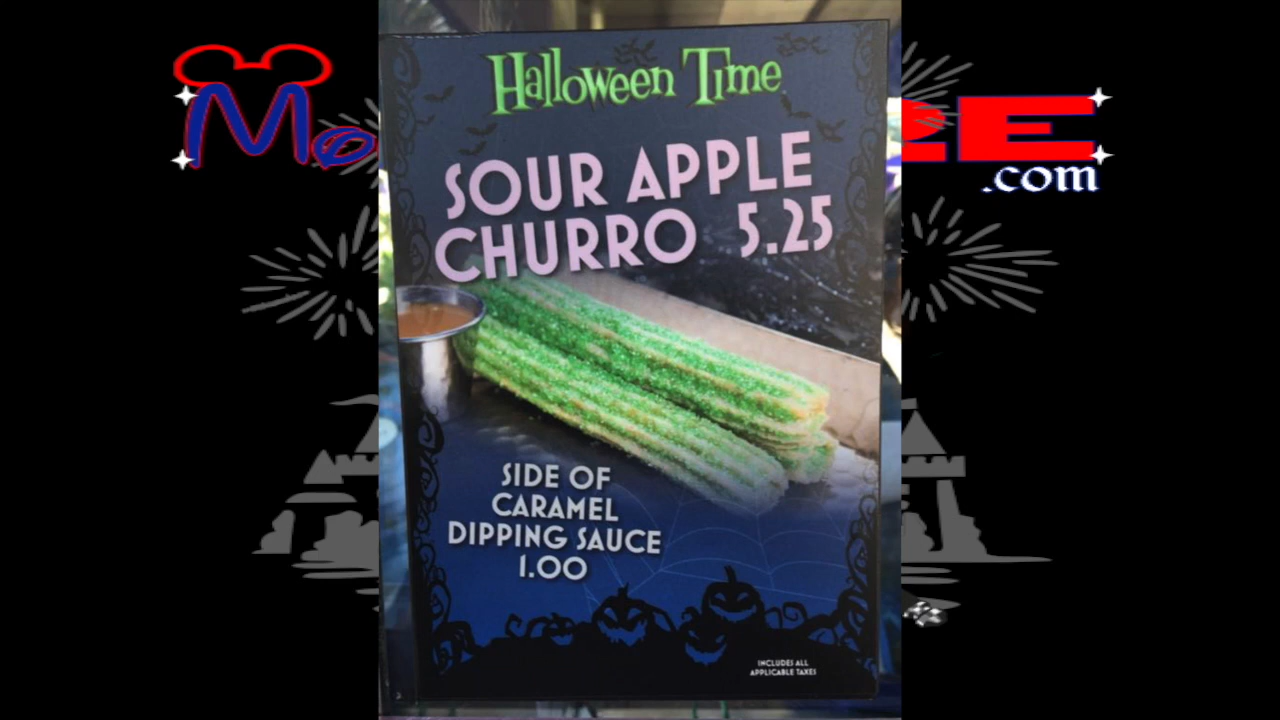 Halloween Time
SOUR APPLE
CHURRO 5.25
SIDE OF
CARAMEL
DIPPING SAUCE
1.00
INCLUDES ALL
APPLICABLE TAXES
.com